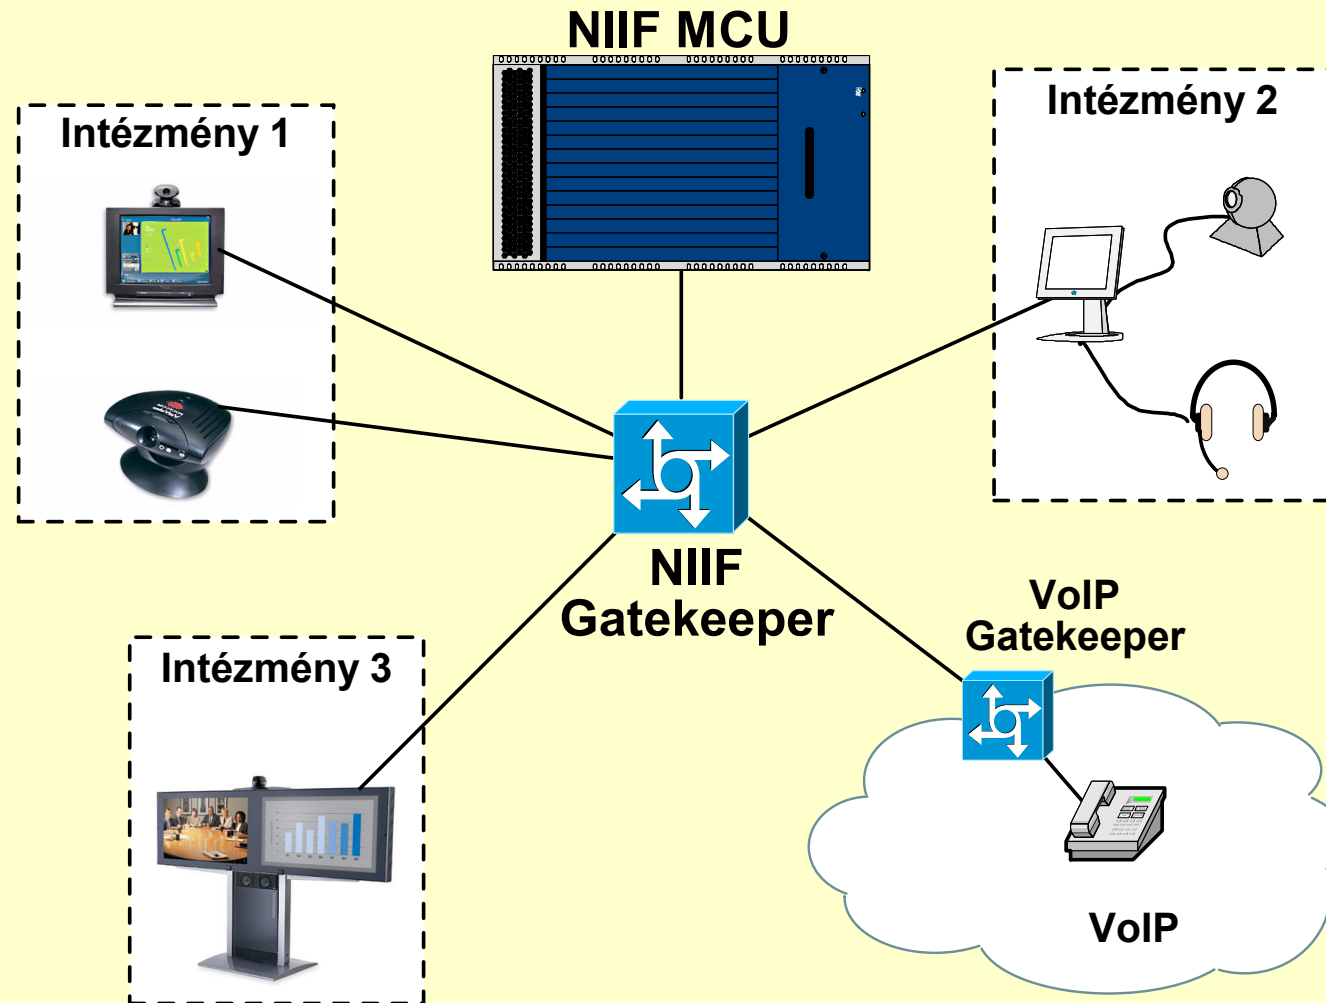 NIIF MCU
Intézmény 1
Intézmény 2
NIIF
Gatekeeper
VoIP
Gatekeeper
Intézmény 3
VoIP